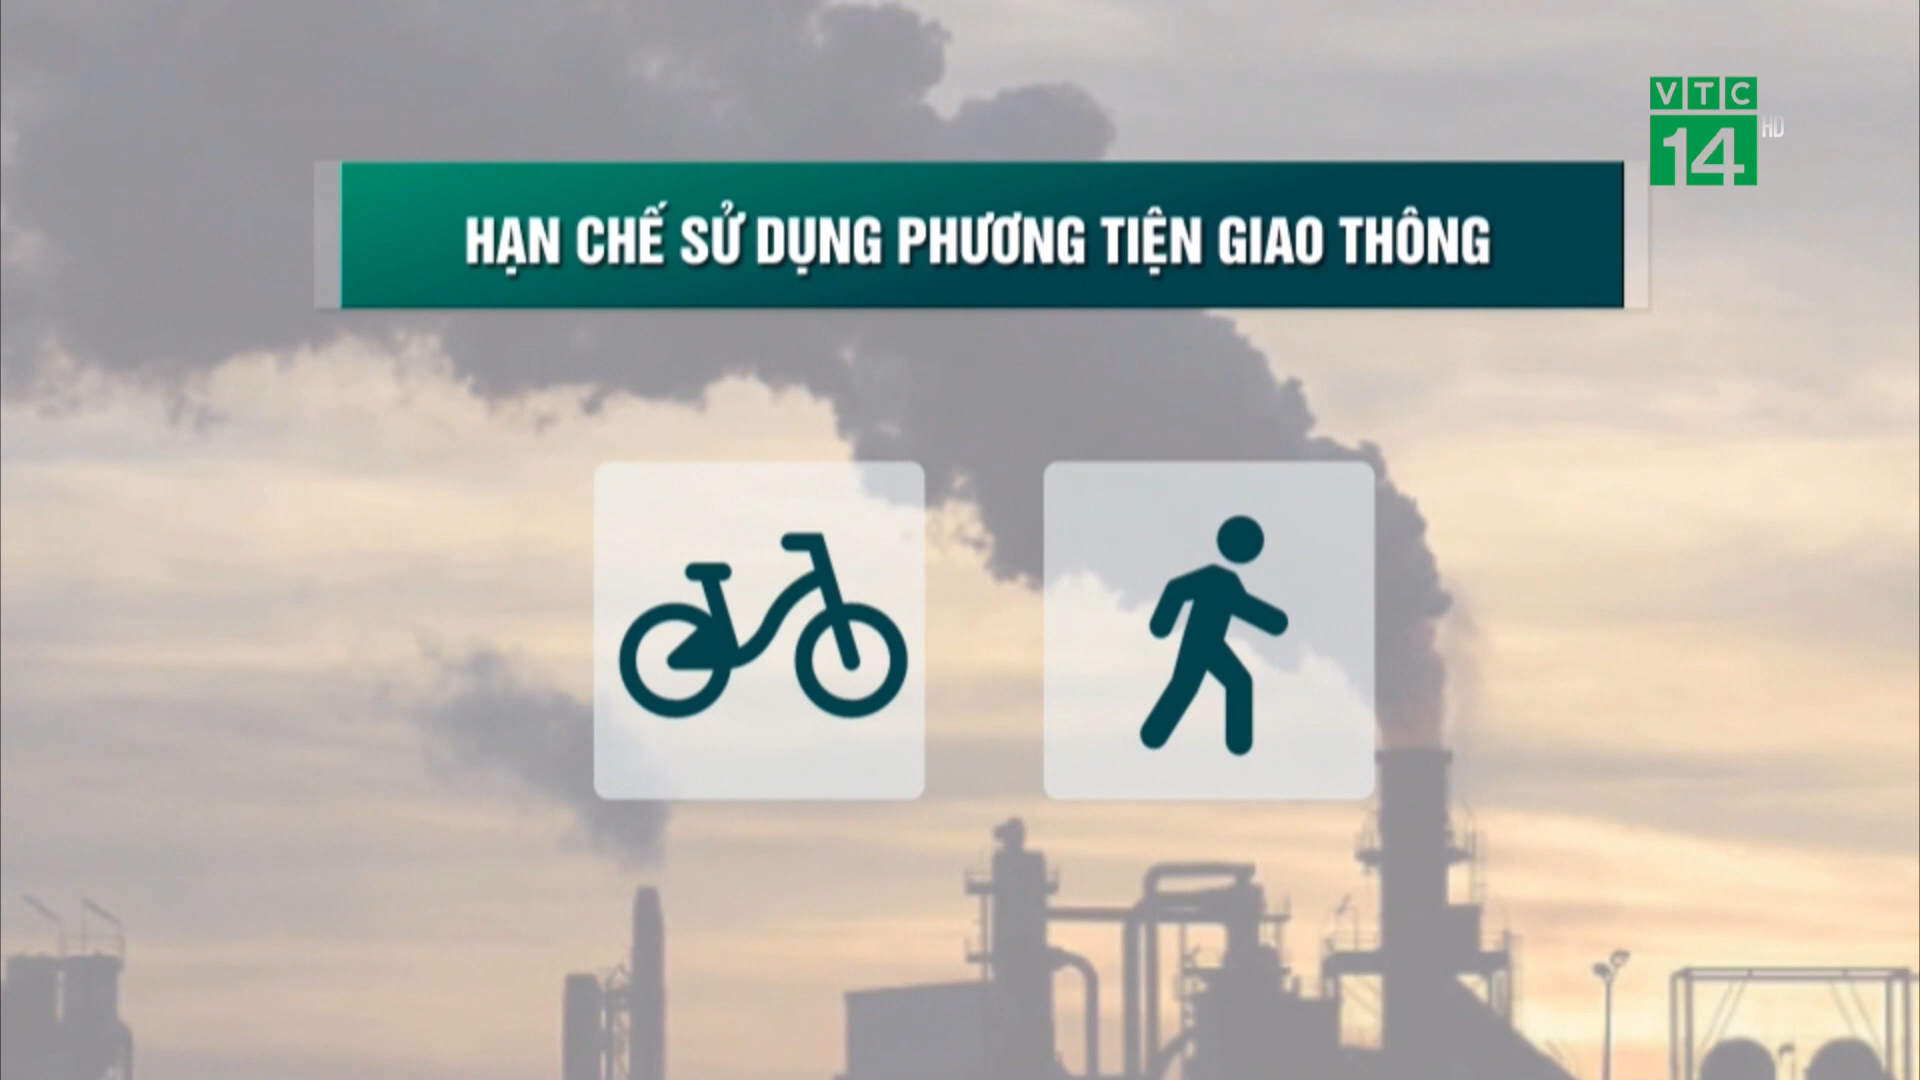 VTC
14 HD
HẠN CHẾ SỬ DỤNG PHƯƠNG TIỆN GIAO THÔNG